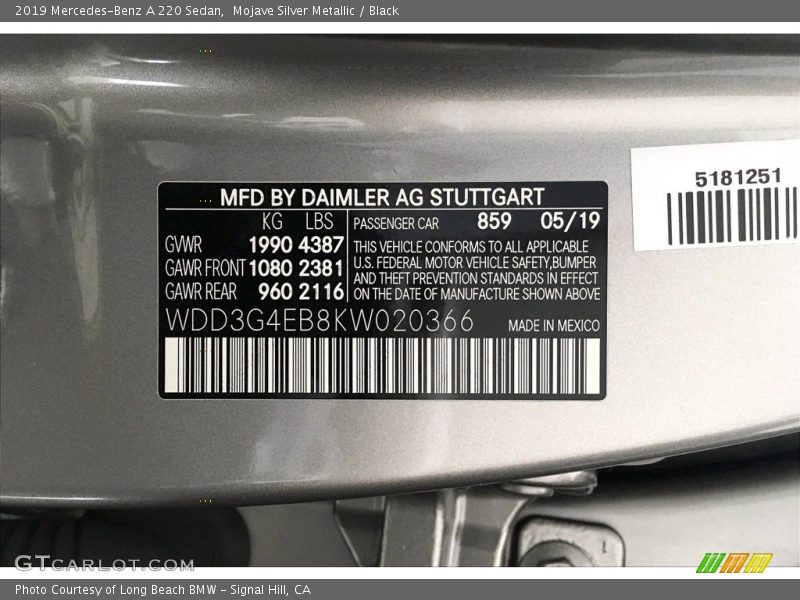 2019 Mercedes-Benz A 220 Sedan, Mojave Silver Metallic / Black
5181251
MFD BY DAIMLER AG STUTTGART
KG LBS PASSENGER CAR 859 05/19
GVWR 1990 4387
GAWR FRONT 1080 2381
GAWR REAR 960 2116
THIS VEHICLE CONFORMS TO ALL APPLICABLE
U.S. FEDERAL MOTOR VEHICLE SAFETY,BUMPER
AND THEFT PREVENTION STANDARDS IN EFFECT
ON THE DATE OF MANUFACTURE SHOWN ABOVE
WDD3G4EB8KW020366 MADE IN MEXICO
GTCARLOT.COM
Photo Courtesy of Long Beach BMW - Signal Hill, CA